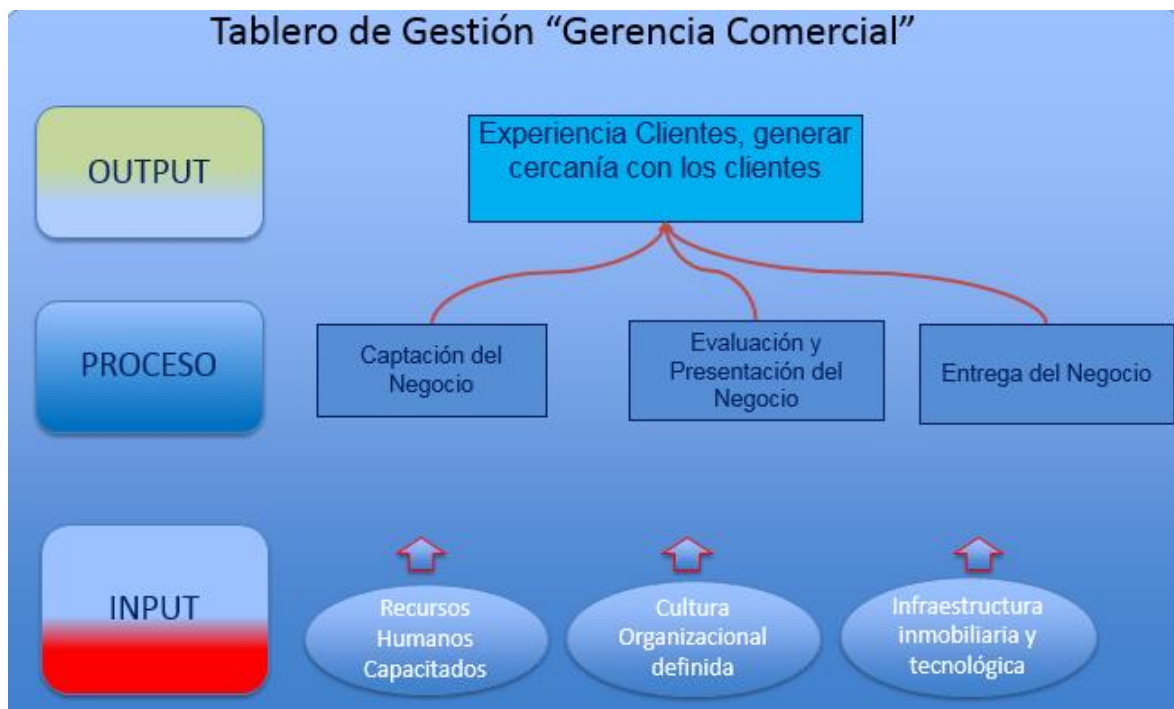 Tablero de Gestión “Gerencia Comercial”
OUTPUT
Experiencia Clientes, generar
cercanía con los clientes
PROCESO
Captación del
Negocio
Evaluación y
Presentación del
Negocio
Entrega del Negocio
INPUT
Recursos
Humanos
Capacitados
Cultura
Organizacional
definida
Infraestructura
inmobiliaria y
tecnológica